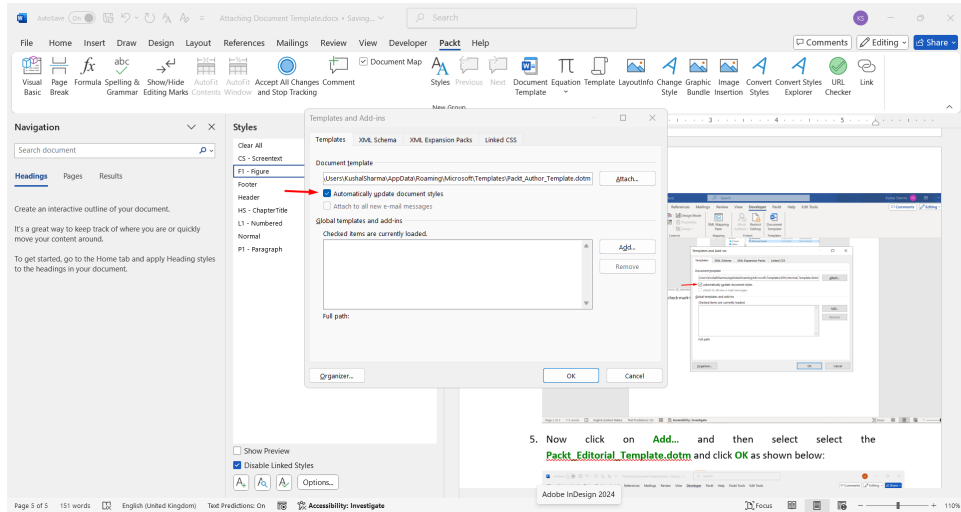 AutoSave On
Attaching Document Template.docx • Saving...
Search
KS
File Home Insert Draw Design Layout References Mailings Review View Developer Packt Help
Comments Editing Share
Visual Basic
Page Break
Formula
Spelling & Grammar
Show/Hide Editing Marks
AutoFit Contents
AutoFit Window
Accept All Changes and Stop Tracking
Comment
Document Map
Styles
Previous
Next
Document Template
Equation
Template
LayoutInfo
Change Style
Graphic Bundle
Image Insertion
Convert Styles
Convert Styles Explorer
URL Checker
Link
New Group
Navigation
Search document
Headings Pages Results
Create an interactive outline of your document.
It's a great way to keep track of where you are or quickly
move your content around.
To get started, go to the Home tab and apply Heading styles
to the headings in your document.
Styles
Clear All
CS - Screentext
F1 - Figure
Footer
Header
HS - ChapterTitle
L1 - Numbered
Normal
P1 - Paragraph
Show Preview
Disable Linked Styles
Options...
Templates and Add-ins
Templates XML Schema XML Expansion Packs Linked CSS
Document template
\Users\KushalSharma\AppData\Roaming\Microsoft\Templates\Packt_Author_Template.dotm
Attach...
Automatically update document styles
Attach to all new e-mail messages
Global templates and add-ins
Checked items are currently loaded.
Add...
Remove
Full path:
Organizer...
OK
Cancel
3 4 5
5. Now click on Add... and then select select the
Packt_Editorial_Template.dotm and click OK as shown below:
Adobe InDesign 2024
Page 5 of 5 151 words English (United Kingdom) Text Predictions: On Accessibility: Investigate
Focus
110%